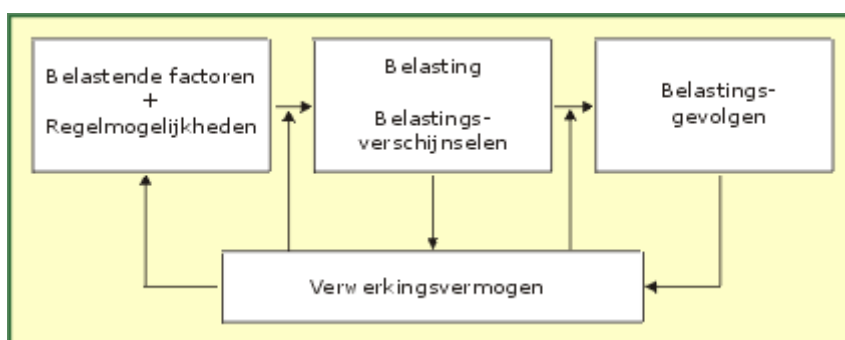 Belastende factoren
+
Regelmogelijkheden
Belasting
Belastings-
verschijnselen
Belastings-
gevolgen
Verwerkingsvermogen